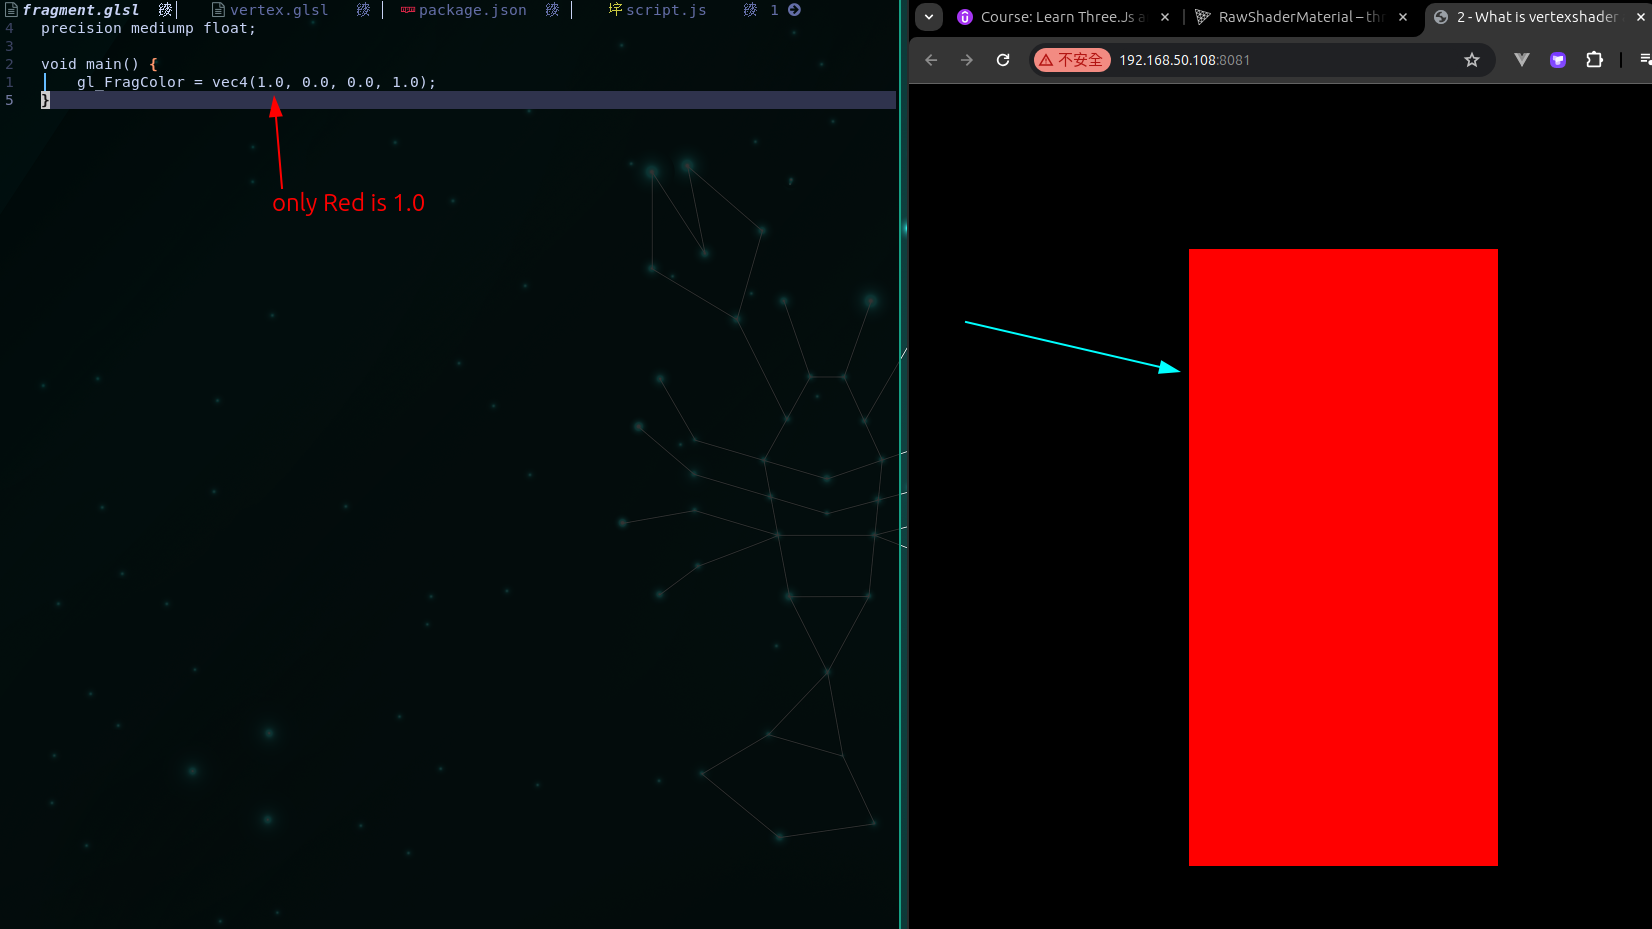 fragment.glsl vertex.glsl package.json script.js 1
4 precision mediump float;
3
2 void main() {
1 gl_FragColor = vec4(1.0, 0.0, 0.0, 1.0);
5 }
only Red is 1.0
Course: Learn Three.Js a RawShaderMaterial – thr 2 - What is vertexshader
不安全 192.168.50.108:8081